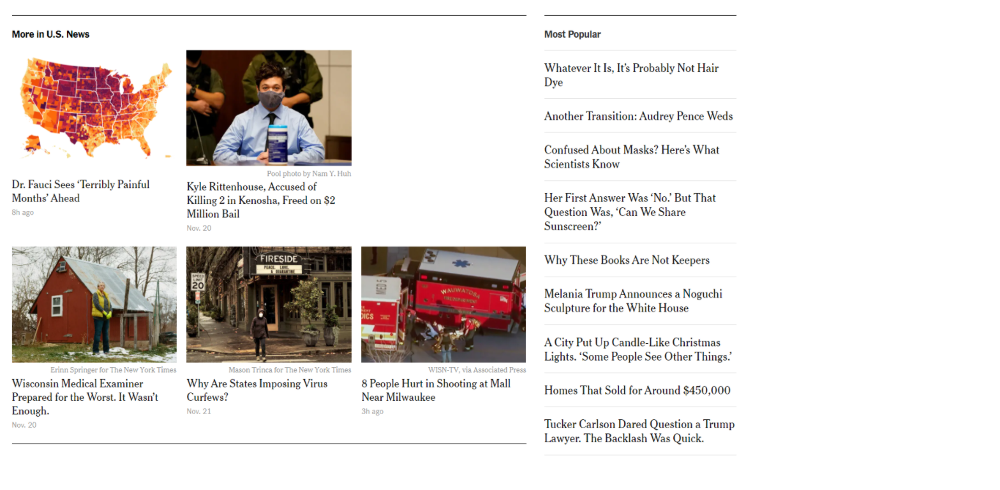 More in U.S. News
Dr. Fauci Sees ‘Terribly Painful
Months’ Ahead
8h ago
Pool photo by Nam Y. Huh
Kyle Rittenhouse, Accused of
Killing 2 in Kenosha, Freed on $2
Million Bail
Nov. 20
Erinn Springer for The New York Times
Wisconsin Medical Examiner
Prepared for the Worst. It Wasn’t
Enough.
Nov. 20
FIRESIDE
PEACE, LOVE,
& QUARANTINE
SPEED
LIMIT
20
Mason Trinca for The New York Times
Why Are States Imposing Virus
Curfews?
Nov. 21
MED 5
WAUWATOSA
FIRE DEPARTMENT
DICS
WISN-TV, via Associated Press
8 People Hurt in Shooting at Mall
Near Milwaukee
3h ago
Most Popular
Whatever It Is, It’s Probably Not Hair
Dye
Another Transition: Audrey Pence Weds
Confused About Masks? Here’s What
Scientists Know
Her First Answer Was ‘No.’ But That
Question Was, ‘Can We Share
Sunscreen?’
Why These Books Are Not Keepers
Melania Trump Announces a Noguchi
Sculpture for the White House
A City Put Up Candle-Like Christmas
Lights. ‘Some People See Other Things.’
Homes That Sold for Around $450,000
Tucker Carlson Dared Question a Trump
Lawyer. The Backlash Was Quick.